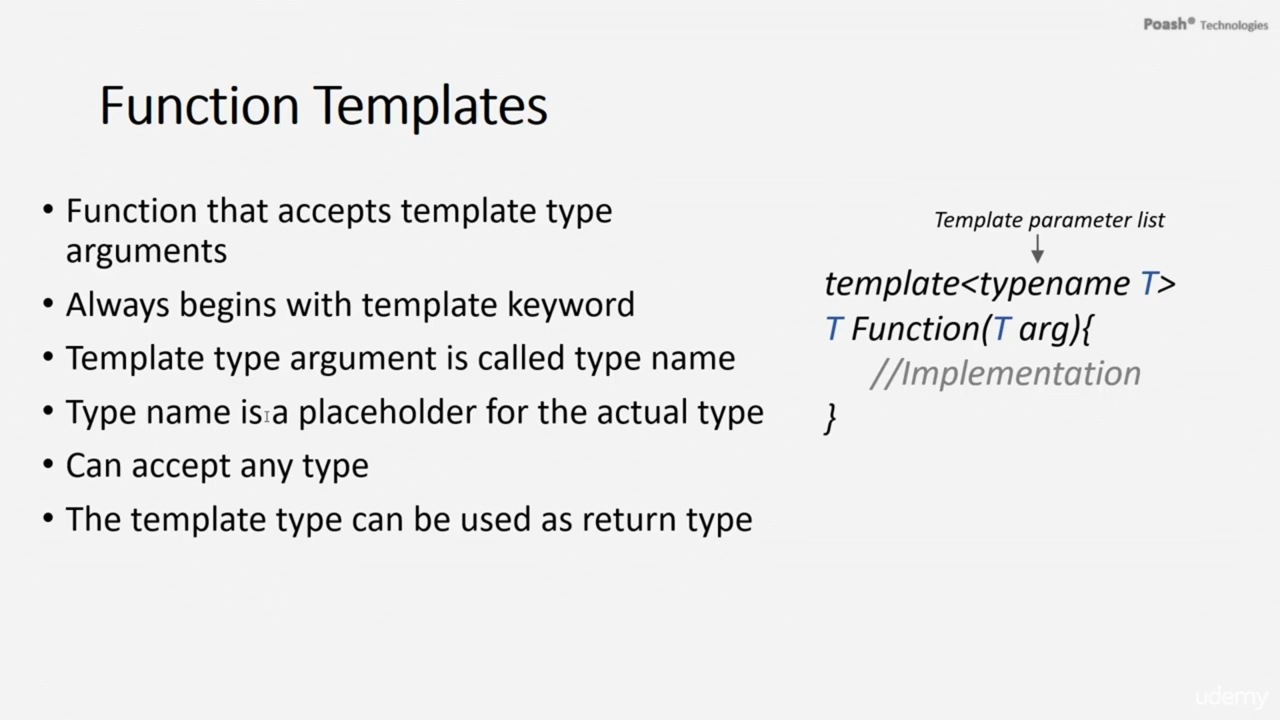 Poash® Technologies
Function Templates
• Function that accepts template type
arguments
• Always begins with template keyword
• Template type argument is called type name
• Type name is a placeholder for the actual type
• Can accept any type
• The template type can be used as return type
Template parameter list
template<typename T>
T Function(T arg){
//Implementation
}
udemy